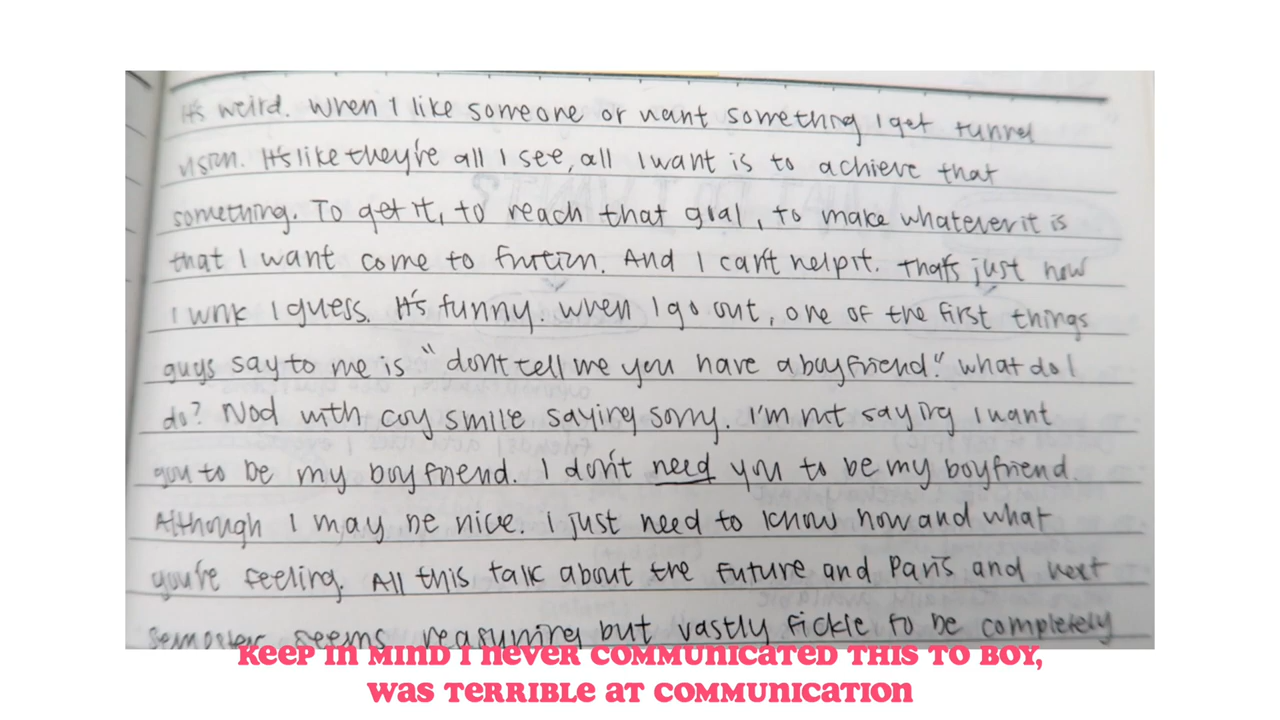 It's weird. When I like someone or want something I get tunnel
vision. It's like they're all I see, all I want is to achieve that
something. To get it, to reach that goal, to make whatever it is
that I want come to fruition. And I can't help it. That's just how
I work I guess. It's funny. When I go out, one of the first things
guys say to me is "don't tell me you have a boyfriend." What do I
do? Nod with coy smile saying sorry. I'm not saying I want
you to be my boyfriend. I don't need you to be my boyfriend.
Although I may be nice. I just need to know how and what
you're feeling. All this talk about the future and Paris and next
semester seems reassuring but vastly fickle to be completely
KEEP IN MIND I NEVER COMMUNICATED THIS TO BOY,
WAS TERRIBLE AT COMMUNICATION